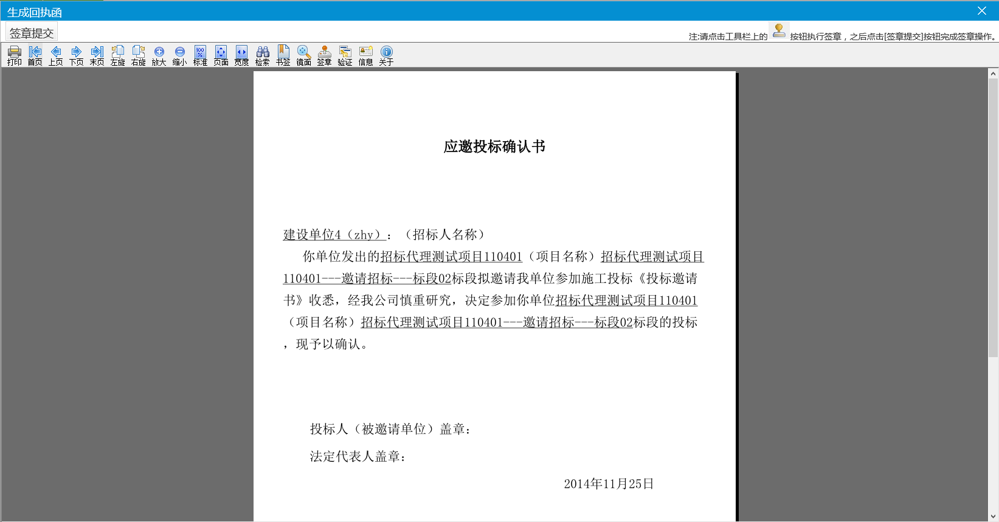 生成回执函
签章提交
注:请点击工具栏上的 按钮执行签章，之后点击[签章提交]按钮完成签章操作。
打印 首页 上页 下页 末页 左旋 右旋 放大 缩小 标准 页面 宽度 检索 书签 镜面 签章 验证 信息 关于
100 %
应邀投标确认书
建设单位4（zhy）：（招标人名称）
你单位发出的招标代理测试项目110401（项目名称）招标代理测试项目
110401---邀请招标---标段02标段拟邀请我单位参加施工投标《投标邀请
书》收悉，经我公司慎重研究，决定参加你单位招标代理测试项目110401
（项目名称）招标代理测试项目110401---邀请招标---标段02标段的投标
，现予以确认。
投标人（被邀请单位）盖章：
法定代表人盖章：
2014年11月25日